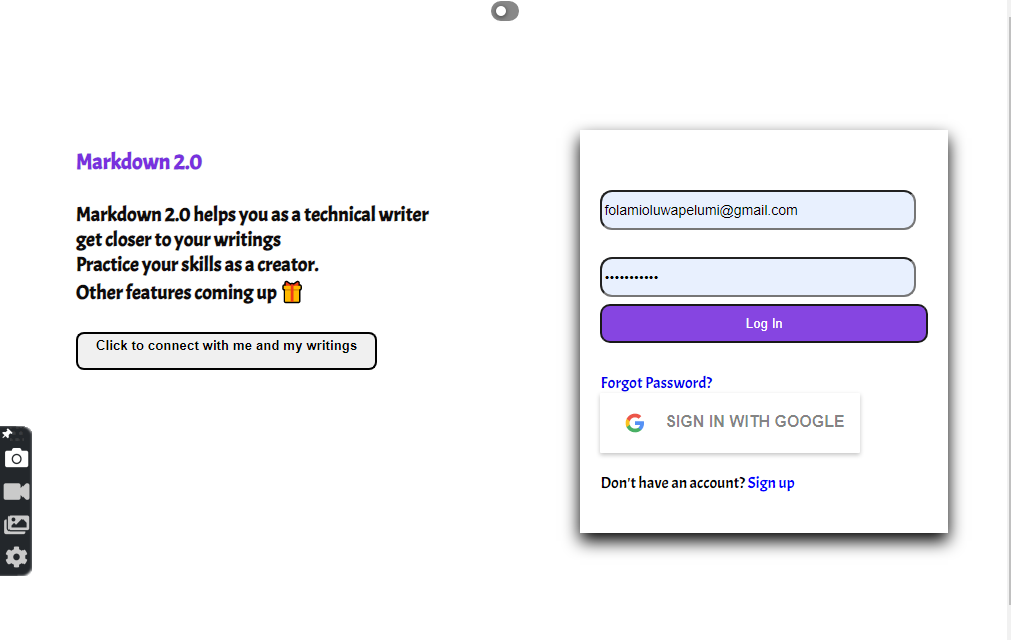 Markdown 2.0
Markdown 2.0 helps you as a technical writer
get closer to your writings
Practice your skills as a creator.
Other features coming up 🎁
Click to connect with me and my writings
folamioluwapelumi@gmail.com
•••••••••••
Log In
Forgot Password?
SIGN IN WITH GOOGLE
Don't have an account? Sign up